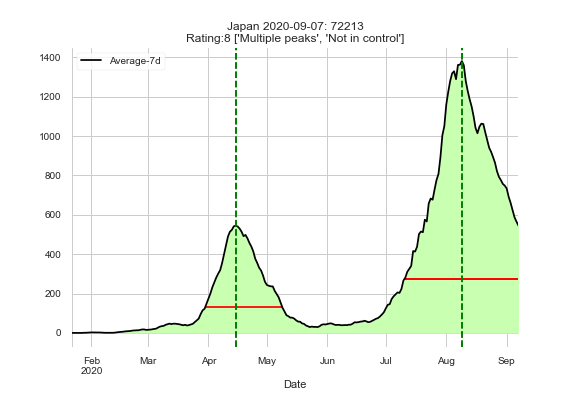 Japan 2020-09-07: 72213
Rating:8 ['Multiple peaks', 'Not in control']
Average-7d
1400
1200
1000
800
600
400
200
0
Feb Mar Apr May Jun Jul Aug Sep
2020
Date